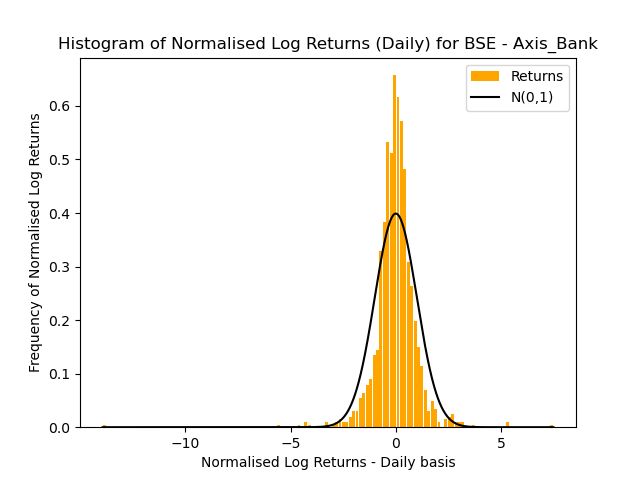 Histogram of Normalised Log Returns (Daily) for BSE - Axis_Bank
Frequency of Normalised Log Returns
0.6
0.5
0.4
0.3
0.2
0.1
0.0
Returns
N(0,1)
−10
−5
0
5
Normalised Log Returns - Daily basis